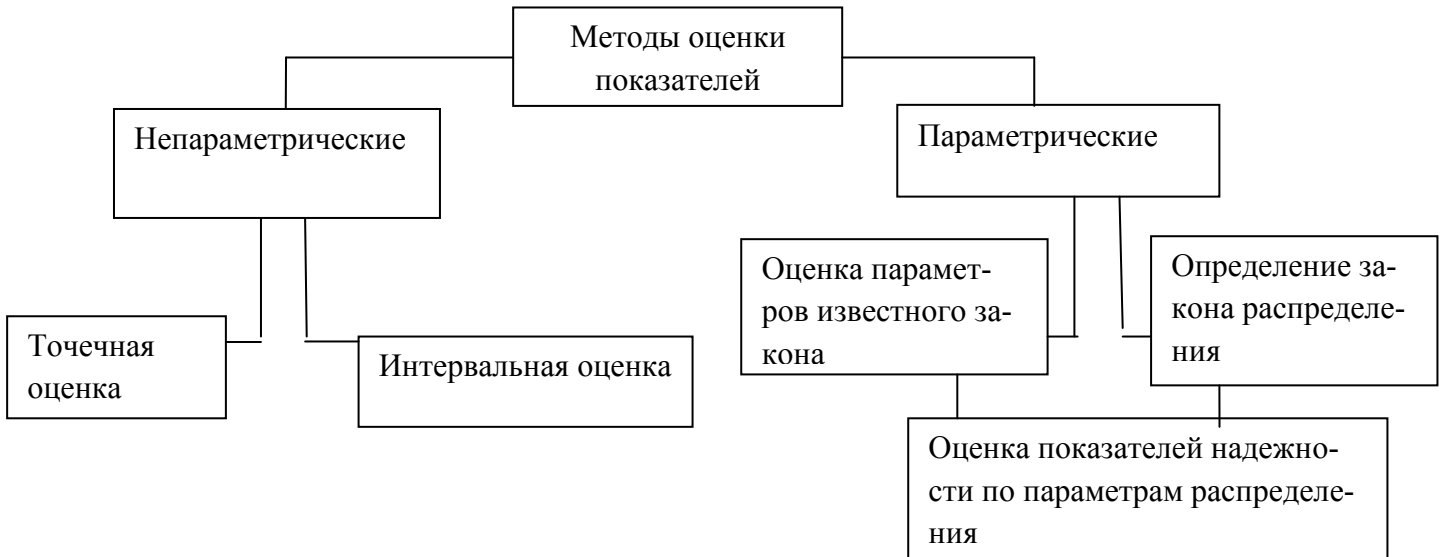 Методы оценки
показателей
Непараметрические
Параметрические
Оценка парамет-
ров известного за-
кона
Определение за-
кона распределе-
ния
Точечная
оценка
Интервальная оценка
Оценка показателей надежно-
сти по параметрам распределе-
ния